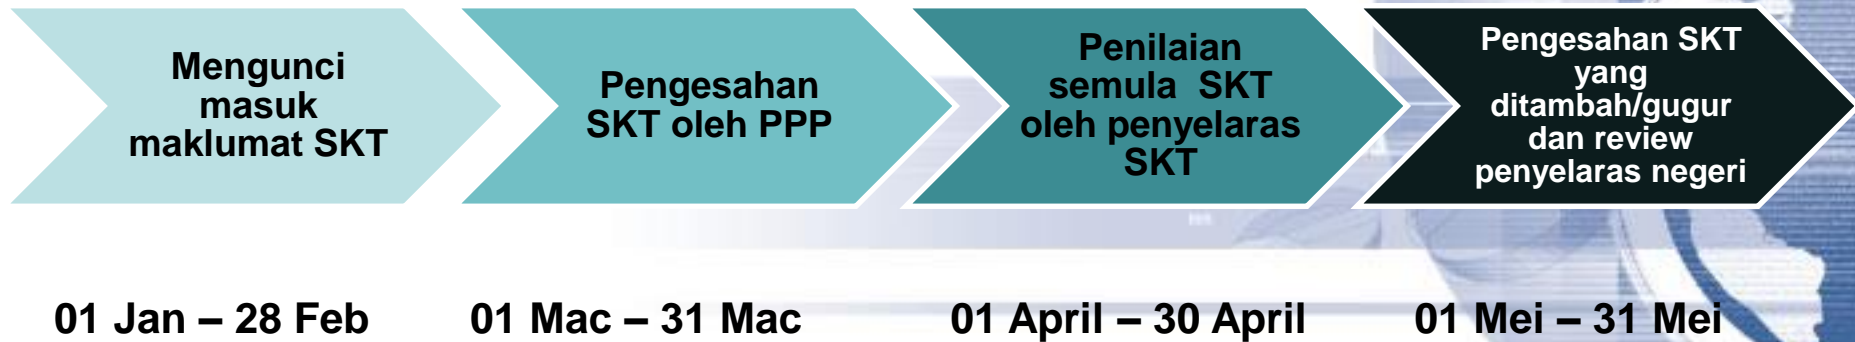 Mengunci
masuk
maklumat SKT
Pengesahan
SKT oleh PPP
Penilaian
semula SKT
oleh penyelaras
SKT
Pengesahan SKT
yang
ditambah/gugur
dan review
penyelaras negeri
01 Jan – 28 Feb
01 Mac – 31 Mac
01 April – 30 April
01 Mei – 31 Mei